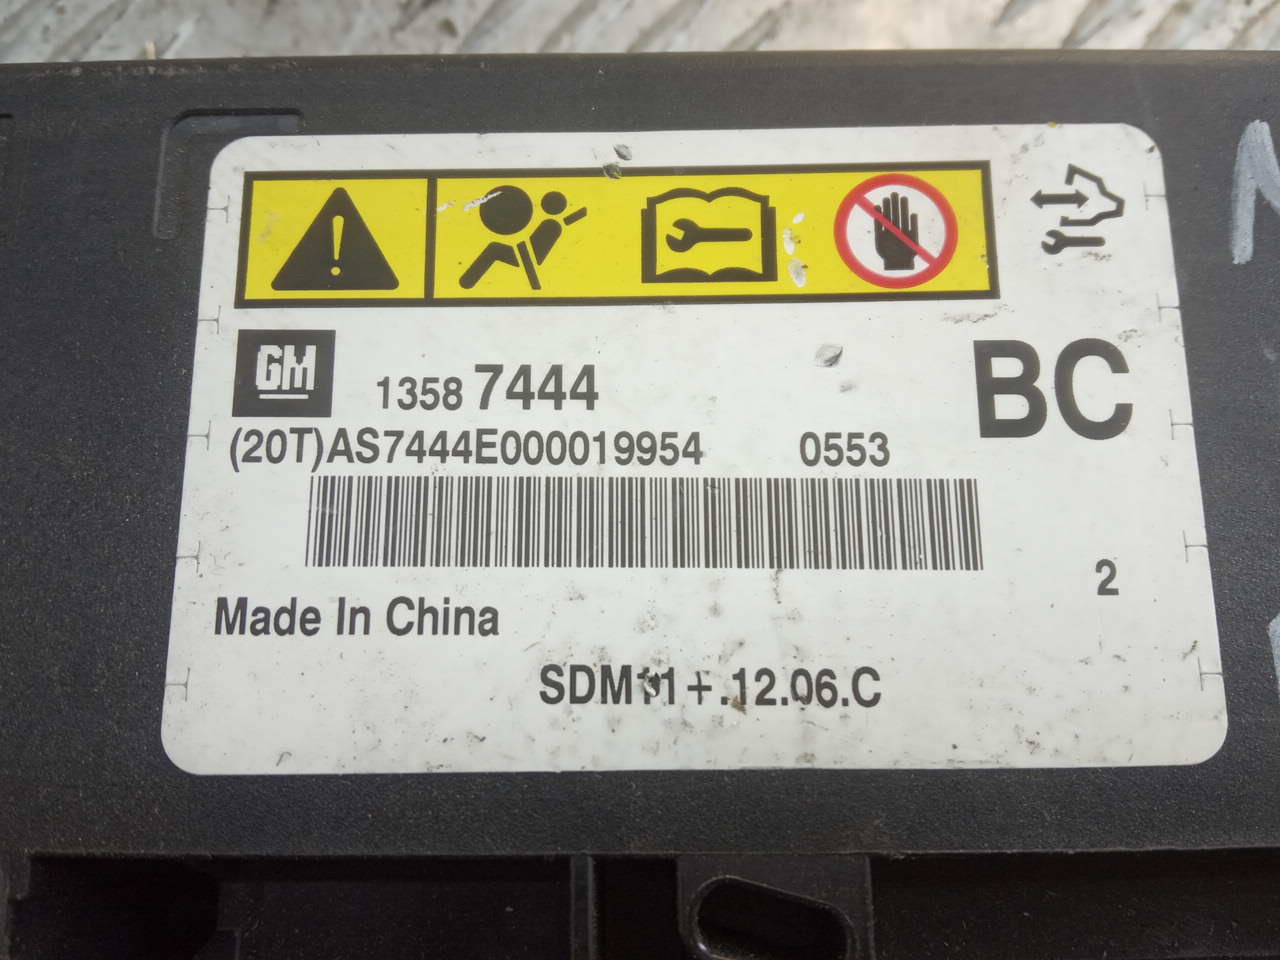 GM
1358 7444
BC
(20T)AS7444E000019954 0553
2
Made In China
SDM11+.12.06.C